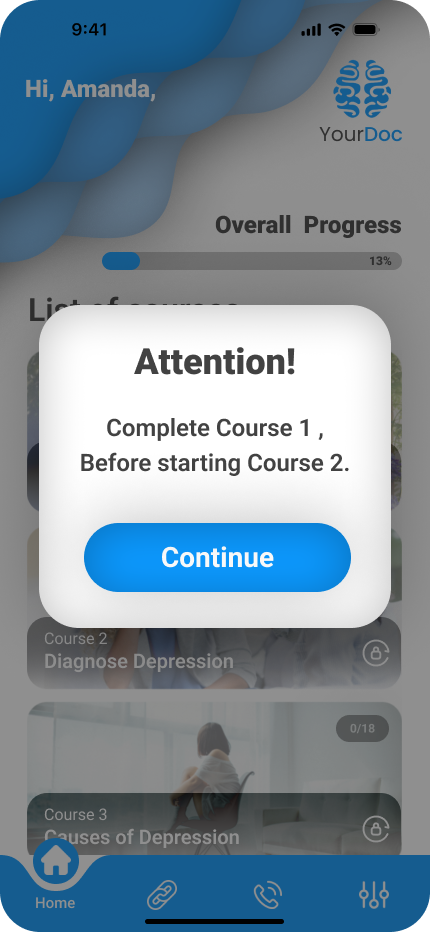 9:41
Hi, Amanda,
YourDoc
Overall Progress
13%
List of courses
Attention!
Complete Course 1 ,
Before starting Course 2.
Continue
Course 2
Diagnose Depression
0/18
Course 3
Causes of Depression
Home